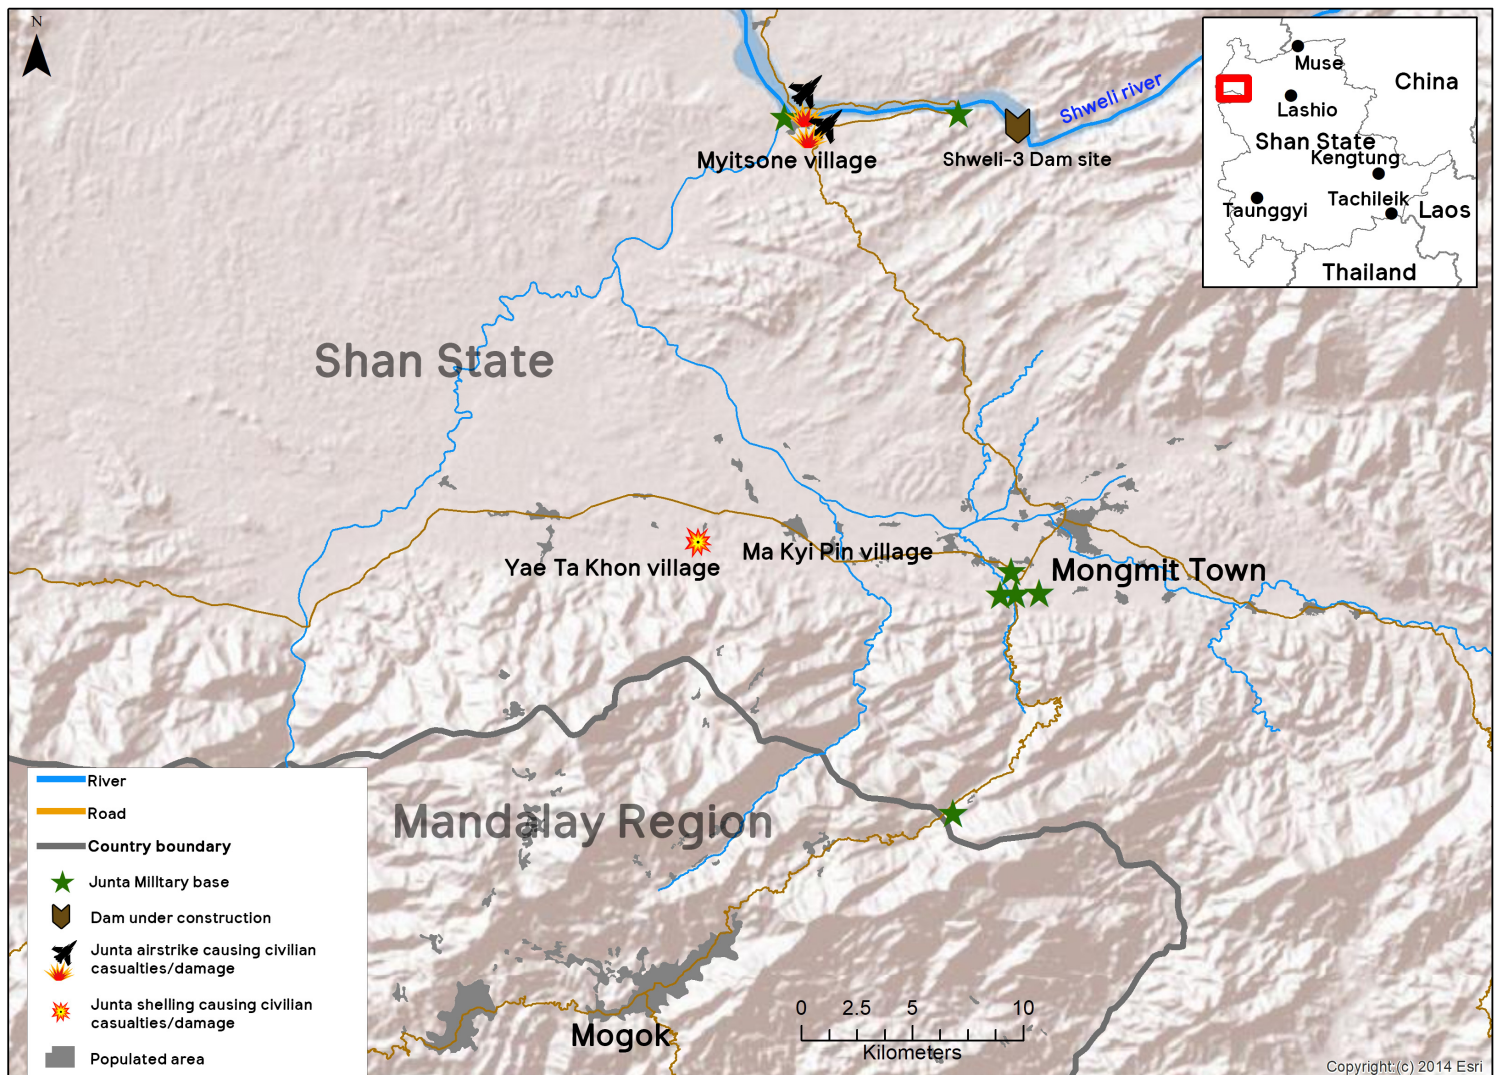 N
Muse
China
Lashio
Shan State
Kengtung
Tachileik
Taunggyi
Laos
Thailand
Shweli river
Myitsone village
Shweli-3 Dam site
Shan State
Ma Kyi Pin village
Yae Ta Khon village
Mongmit Town
Mandalay Region
Mogok
River
Road
Country boundary
Junta Milltary base
Dam under construction
Junta airstrike causing civilian
casualties/damage
Junta shelling causing civilian
casualties/damage
Populated area
0 2.5 5 10
Kilometers
Copyright:(c) 2014 Esri